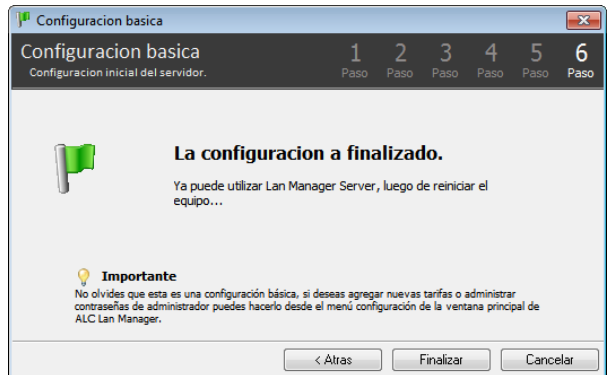 Configuracion basica
Configuracion basica
Configuracion inicial del servidor.
1 2 3 4 5 6
Paso Paso Paso Paso Paso Paso
La configuracion a finalizado.
Ya puede utilizar Lan Manager Server, luego de reiniciar el
equipo...
Importante
No olvides que esta es una configuración básica, si deseas agregar nuevas tarifas o administrar
contraseñas de administrador puedes hacerlo desde el menú configuración de la ventana principal de
ALC Lan Manager.
< Atras Finalizar Cancelar